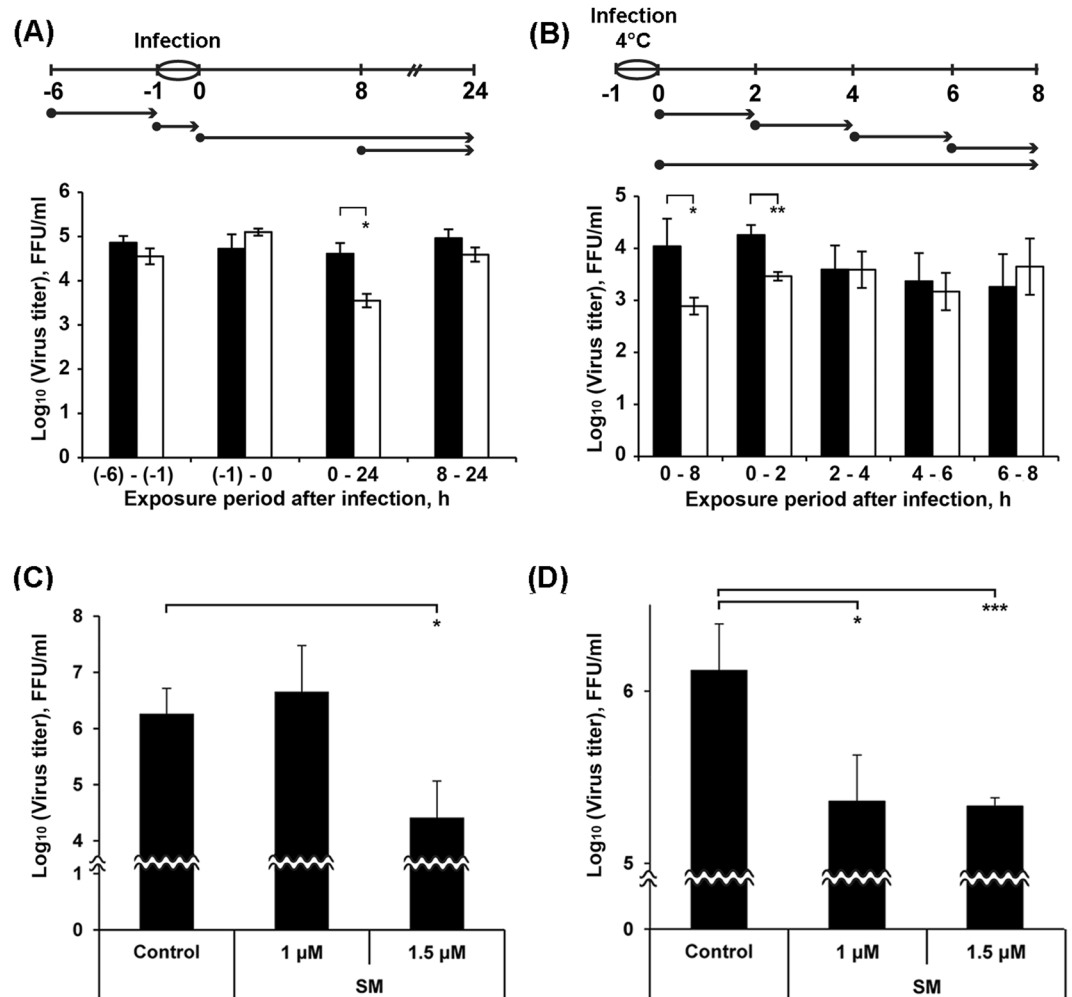 (A)
Infection
-6 -1 0 8 24
6
5
4
3
2
1
0
Log10 (Virus titer), FFU/ml
*
(-6) - (-1) (-1) - 0 0 - 24 8 - 24
Exposure period after infection, h
(B)
Infection
4°C
-1 0 2 4 6 8
5
4
3
2
1
0
Log10 (Virus titer), FFU/ml
* **
0 - 8 0 - 2 2 - 4 4 - 6 6 - 8
Exposure period after infection, h
(C)
8
7
6
5
4
1
0
Log10 (Virus titer), FFU/ml
*
Control 1 µM 1.5 µM
SM
(D)
6
5
0
Log10 (Virus titer), FFU/ml
* ***
Control 1 µM 1.5 µM
SM